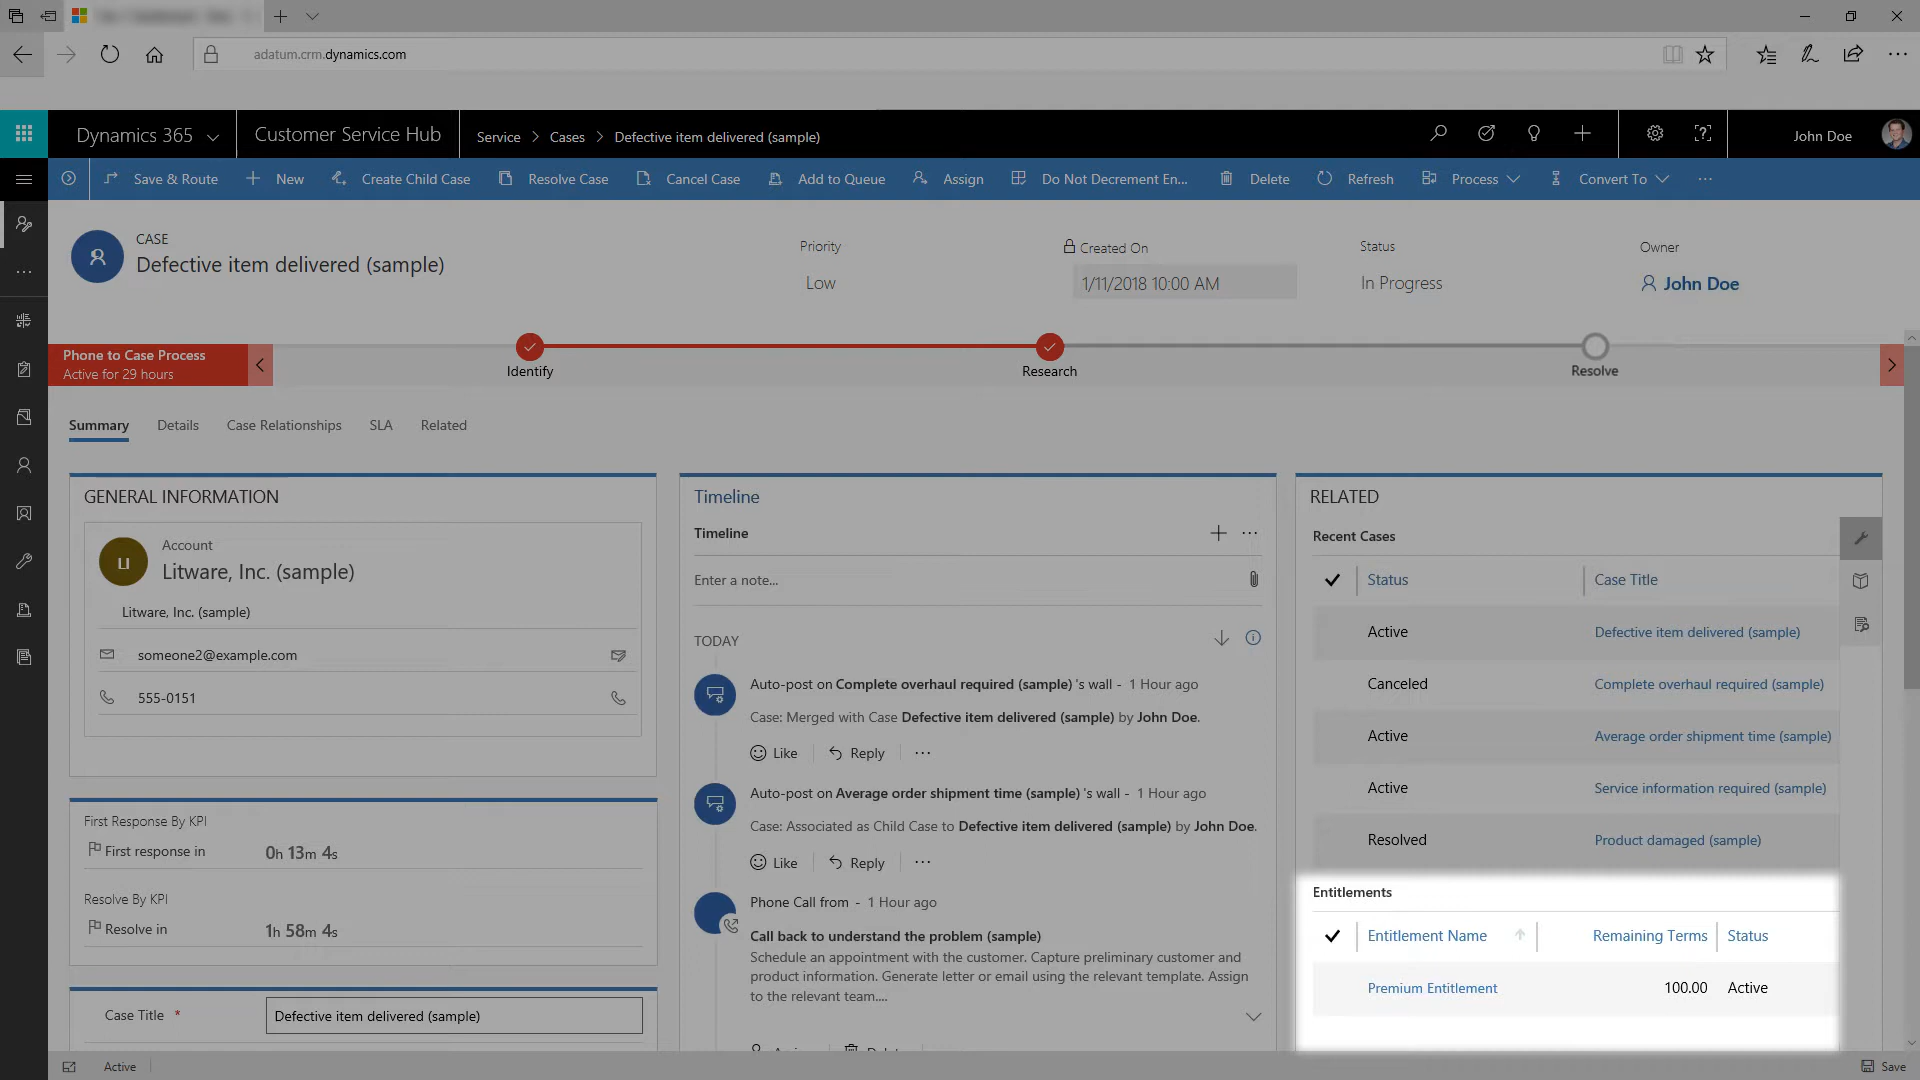 adatum.crm.dynamics.com
Dynamics 365
Customer Service Hub
Service > Cases > Defective item delivered (sample)
John Doe
Save & Route
New
Create Child Case
Resolve Case
Cancel Case
Add to Queue
Assign
Do Not Decrement En...
Delete
Refresh
Process
Convert To
CASE
Defective item delivered (sample)
Priority
Low
Created On
1/11/2018 10:00 AM
Status
In Progress
Owner
John Doe
Phone to Case Process
Active for 29 hours
Identify
Research
Resolve
Summary
Details
Case Relationships
SLA
Related
GENERAL INFORMATION
LI
Account
Litware, Inc. (sample)
Litware, Inc. (sample)
someone2@example.com
555-0151
First Response By KPI
First response in 0h 13m 4s
Resolve By KPI
Resolve in 1h 58m 4s
Case Title * Defective item delivered (sample)
Timeline
Timeline
Enter a note...
TODAY
Auto-post on Complete overhaul required (sample) 's wall - 1 Hour ago
Case: Merged with Case Defective item delivered (sample) by John Doe.
Like Reply ...
Auto-post on Average order shipment time (sample) 's wall - 1 Hour ago
Case: Associated as Child Case to Defective item delivered (sample) by John Doe.
Like Reply ...
Phone Call from - 1 Hour ago
Call back to understand the problem (sample)
Schedule an appointment with the customer. Capture preliminary customer and
product information. Generate letter or email using the relevant template. Assign
to the relevant team....
RELATED
Recent Cases
Status Case Title
Active Defective item delivered (sample)
Canceled Complete overhaul required (sample)
Active Average order shipment time (sample)
Active Service information required (sample)
Resolved Product damaged (sample)
Entitlements
Entitlement Name Remaining Terms Status
Premium Entitlement 100.00 Active
Active
Save